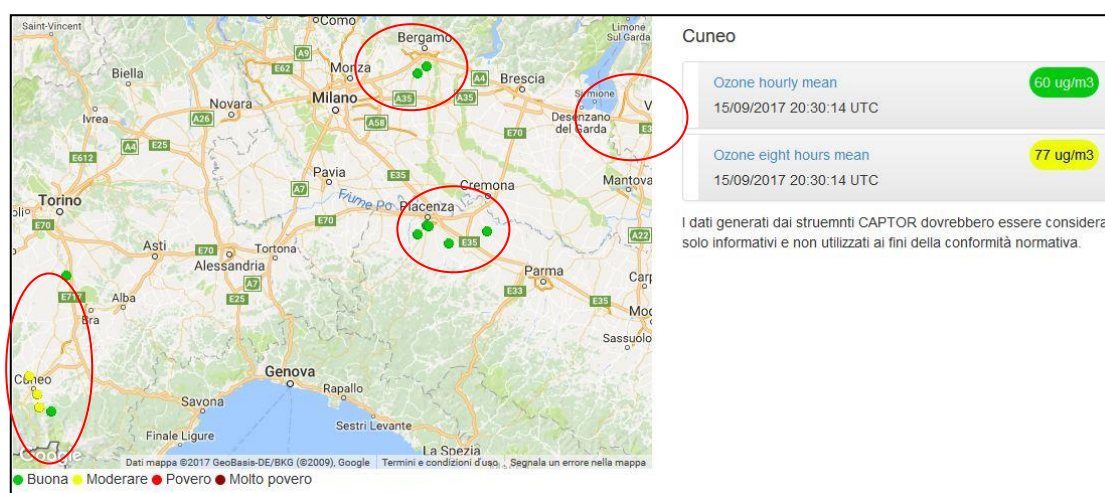 Saint-Vincent
Como
Limone
Sul Garda
Bergamo
Biella
A9
E62
Monza
A4
Brescia
Novara
Milano
A35
A35
Sirmione
Ivrea
A26
A58
Desenzano
del Garda
E70
A4
E25
E612
Pavia
E35
Cremona
Mantova
Torino
A7
Fiume Po
Piacenza
E70
E70
Asti
E70
Tortona
E35
A22
Alessandria
Parma
A7
E717
Alba
E25
E33
E35
Bra
Sassuolo
Cuneo
Genova
Rapallo
Savona
Sestri Levante
Finale Ligure
La Spezia
Google
Dati mappa ©2017 GeoBasis-DE/BKG (©2009), Google Termini e condizioni d'uso Segnala un errore nella mappa
Buona Moderare Povero Molto povero
Cuneo
Ozone hourly mean 60 ug/m3
15/09/2017 20:30:14 UTC
Ozone eight hours mean 77 ug/m3
15/09/2017 20:30:14 UTC
I dati generati dai struemnti CAPTOR dovrebbero essere considera
solo informativi e non utilizzati ai fini della conformità normativa.